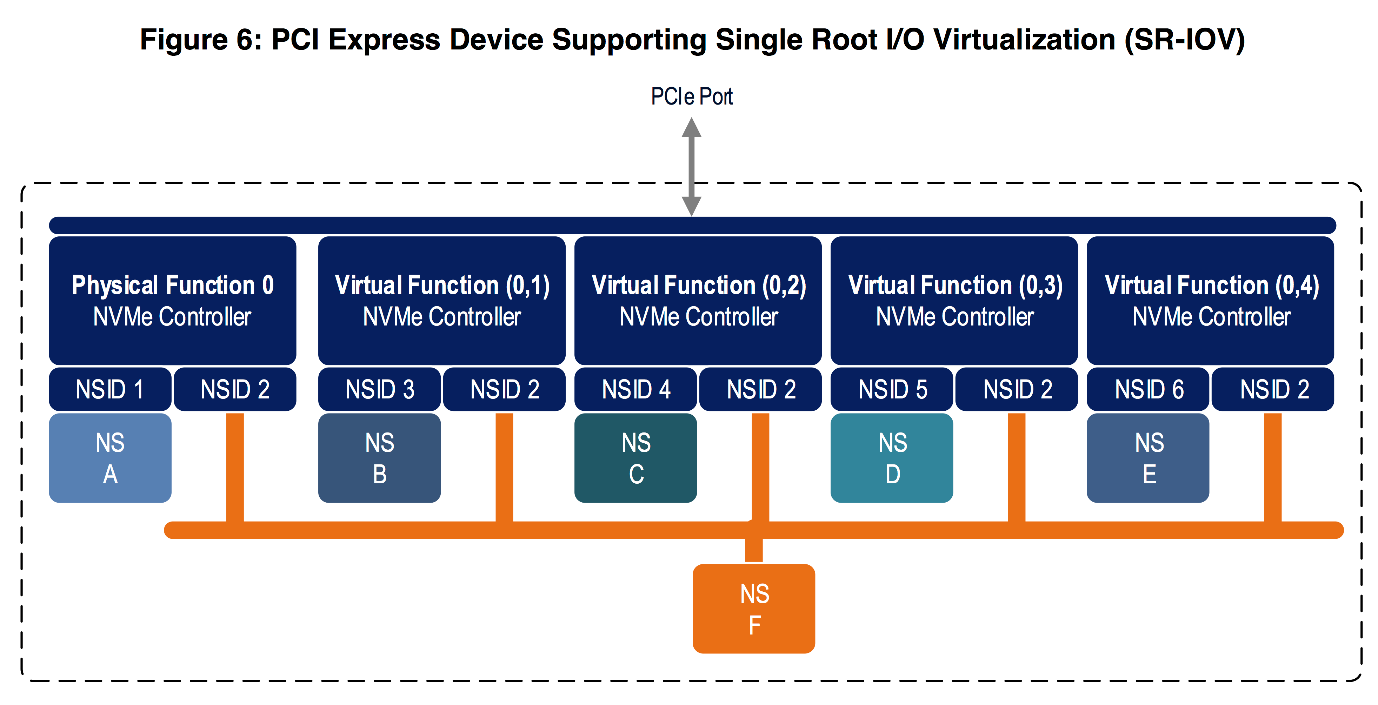 Figure 6: PCI Express Device Supporting Single Root I/O Virtualization (SR-IOV)
PCIe Port
Physical Function 0
NVMe Controller
Virtual Function (0,1)
NVMe Controller
Virtual Function (0,2)
NVMe Controller
Virtual Function (0,3)
NVMe Controller
Virtual Function (0,4)
NVMe Controller
NSID 1
NSID 2
NSID 3
NSID 2
NSID 4
NSID 2
NSID 5
NSID 2
NSID 6
NSID 2
NS
A
NS
B
NS
C
NS
D
NS
E
NS
F